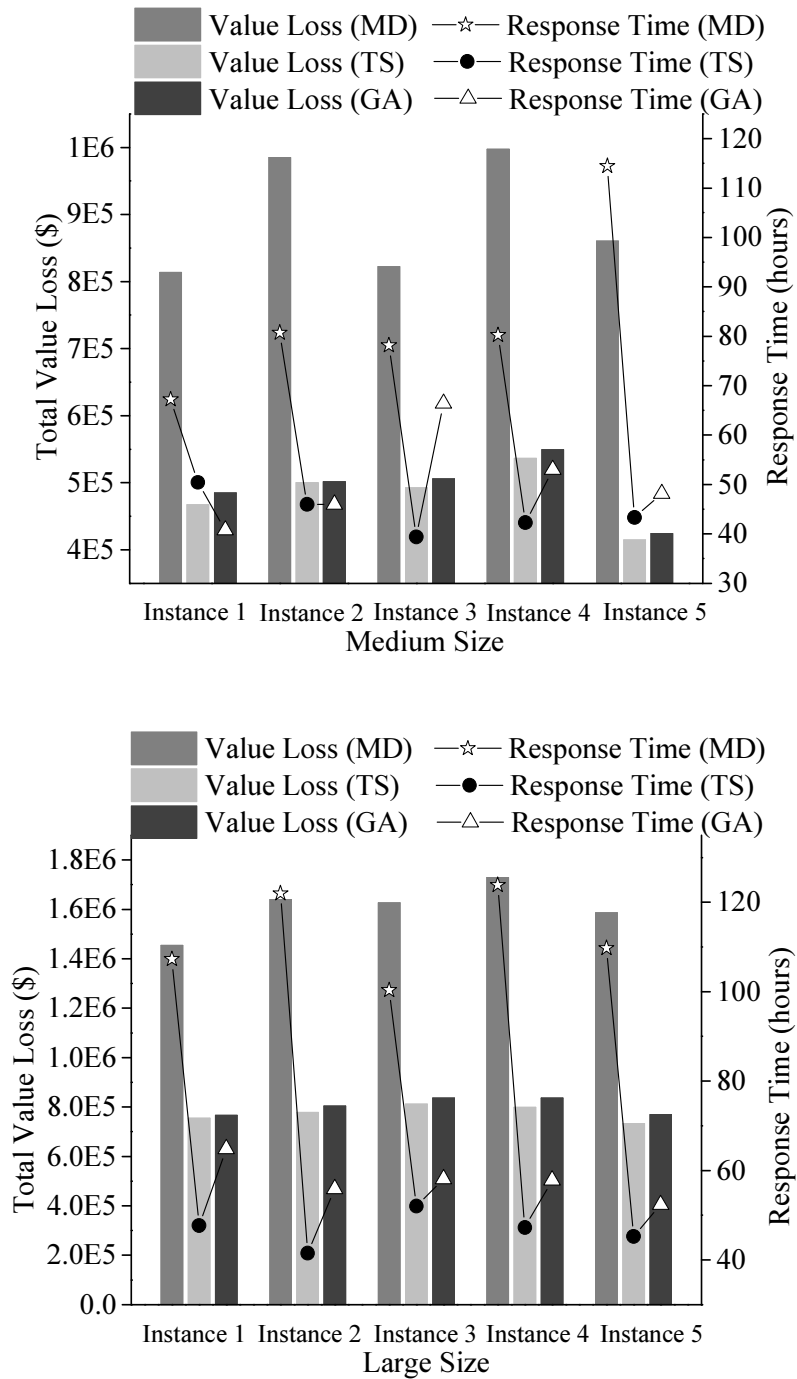 Value Loss (MD) Response Time (MD)
Value Loss (TS) Response Time (TS)
Value Loss (GA) Response Time (GA)
Total Value Loss ($)
1E6
9E5
8E5
7E5
6E5
5E5
4E5
120
110
100
90
80
70
60
50
40
30
Response Time (hours)
Instance 1 Instance 2 Instance 3 Instance 4 Instance 5
Medium Size
Value Loss (MD) Response Time (MD)
Value Loss (TS) Response Time (TS)
Value Loss (GA) Response Time (GA)
Total Value Loss ($)
1.8E6
1.6E6
1.4E6
1.2E6
1.0E6
8.0E5
6.0E5
4.0E5
2.0E5
0.0
120
100
80
60
40
Response Time (hours)
Instance 1 Instance 2 Instance 3 Instance 4 Instance 5
Large Size